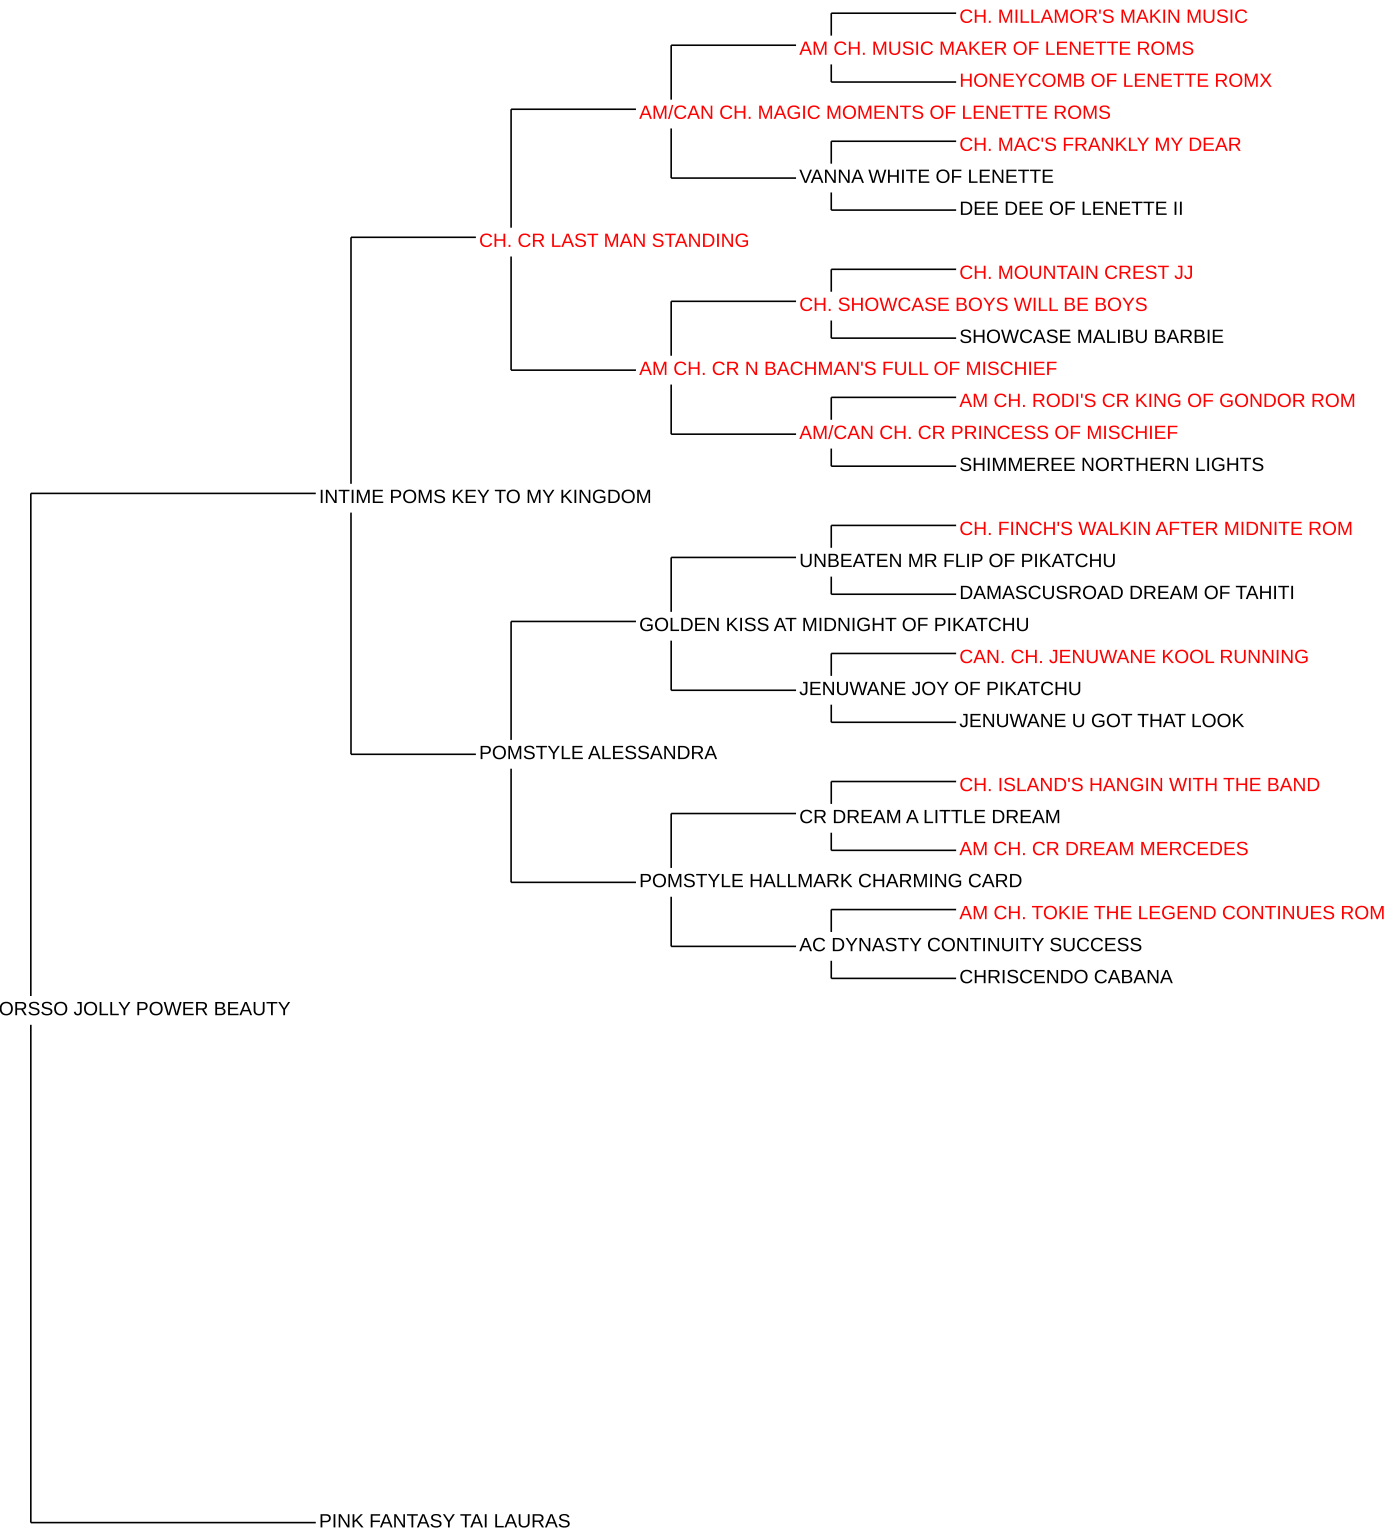 CH. MILLAMOR'S MAKIN MUSIC
AM CH. MUSIC MAKER OF LENETTE ROMS
HONEYCOMB OF LENETTE ROMX
AM/CAN CH. MAGIC MOMENTS OF LENETTE ROMS
CH. MAC'S FRANKLY MY DEAR
VANNA WHITE OF LENETTE
DEE DEE OF LENETTE II
CH. CR LAST MAN STANDING
CH. MOUNTAIN CREST JJ
CH. SHOWCASE BOYS WILL BE BOYS
SHOWCASE MALIBU BARBIE
AM CH. CR N BACHMAN'S FULL OF MISCHIEF
AM CH. RODI'S CR KING OF GONDOR ROM
AM/CAN CH. CR PRINCESS OF MISCHIEF
SHIMMEREE NORTHERN LIGHTS
INTIME POMS KEY TO MY KINGDOM
CH. FINCH'S WALKIN AFTER MIDNITE ROM
UNBEATEN MR FLIP OF PIKATCHU
DAMASCUSROAD DREAM OF TAHITI
GOLDEN KISS AT MIDNIGHT OF PIKATCHU
CAN. CH. JENUWANE KOOL RUNNING
JENUWANE JOY OF PIKATCHU
JENUWANE U GOT THAT LOOK
POMSTYLE ALESSANDRA
CH. ISLAND'S HANGIN WITH THE BAND
CR DREAM A LITTLE DREAM
AM CH. CR DREAM MERCEDES
POMSTYLE HALLMARK CHARMING CARD
AM CH. TOKIE THE LEGEND CONTINUES ROM
AC DYNASTY CONTINUITY SUCCESS
CHRISCENDO CABANA
ORSSO JOLLY POWER BEAUTY
PINK FANTASY TAI LAURAS